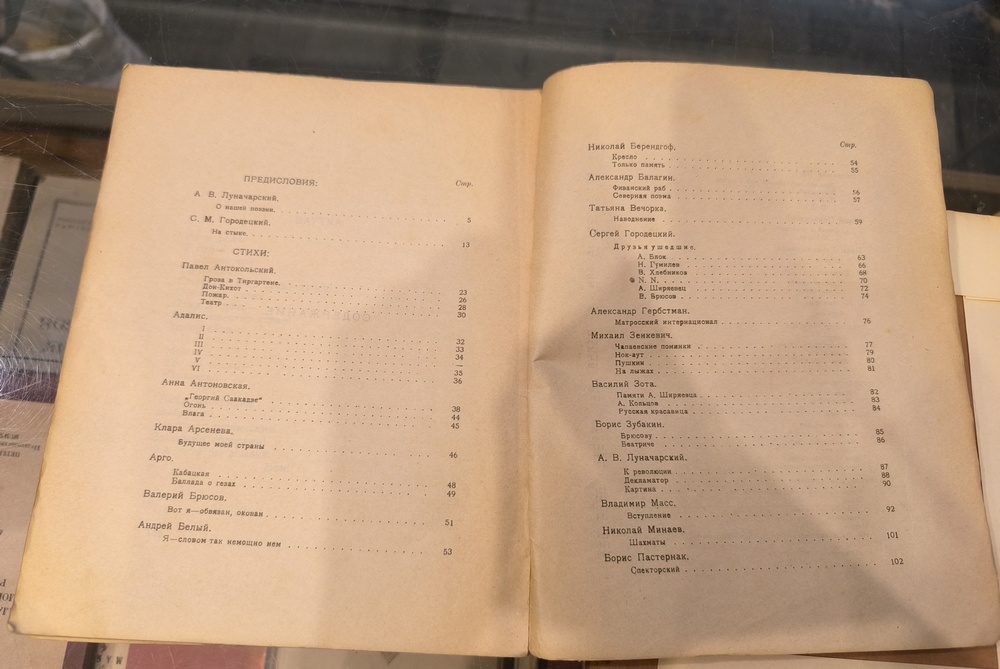 ПРЕДИСЛОВИЯ:
Стр.
А. В. Луначарский.
О нашей поэзии. 5
С. М. Городецкий.
На стыке. 13
СТИХИ:
Павел Антокольский.
Гроза в Тиргартене. 23
Дон-Кихот 26
Пожар. 28
Театр 30
Адалис.
I 32
II 33
III 34
IV —
V 35
VI 36
Анна Антоновская.
„Георгий Саакадзе“ 38
Огонь 44
Влага 45
Клара Арсенева.
Будущее моей страны 46
Арго.
Кабацкая 48
Баллада о гезах 49
Валерий Брюсов.
Вот я—обвязан, окован 51
Андрей Белый.
Я—словом так немощно нем 53
Николай Берендгоф.
Стр.
Кресло 54
Только память 55
Александр Балагин.
Фиванский раб 56
Северная поэма 57
Татьяна Вечорка.
Наводнение 59
Сергей Городецкий.
Друзья ушедшие.
А. Блок 63
Н. Гумилев 66
В. Хлебников 68
N. N. 70
А. Ширяевец 72
В. Брюсов 74
Александр Гербстман.
Матросский интернационал 76
Михаил Зенкевич.
Чапаевские поминки 77
Нок-аут 79
Пушкин 80
На лыжах 81
Василий Зота.
Памяти А. Ширяевца 82
А. Кольцов 83
Русская красавица 84
Борис Зубакин.
Брюсову 85
Беатриче 86
А. В. Луначарский.
К революции 87
Декламатор 88
Картина 90
Владимир Масс.
Вступление 92
Николай Минаев.
Шахматы 101
Борис Пастернак.
Спекторский 102